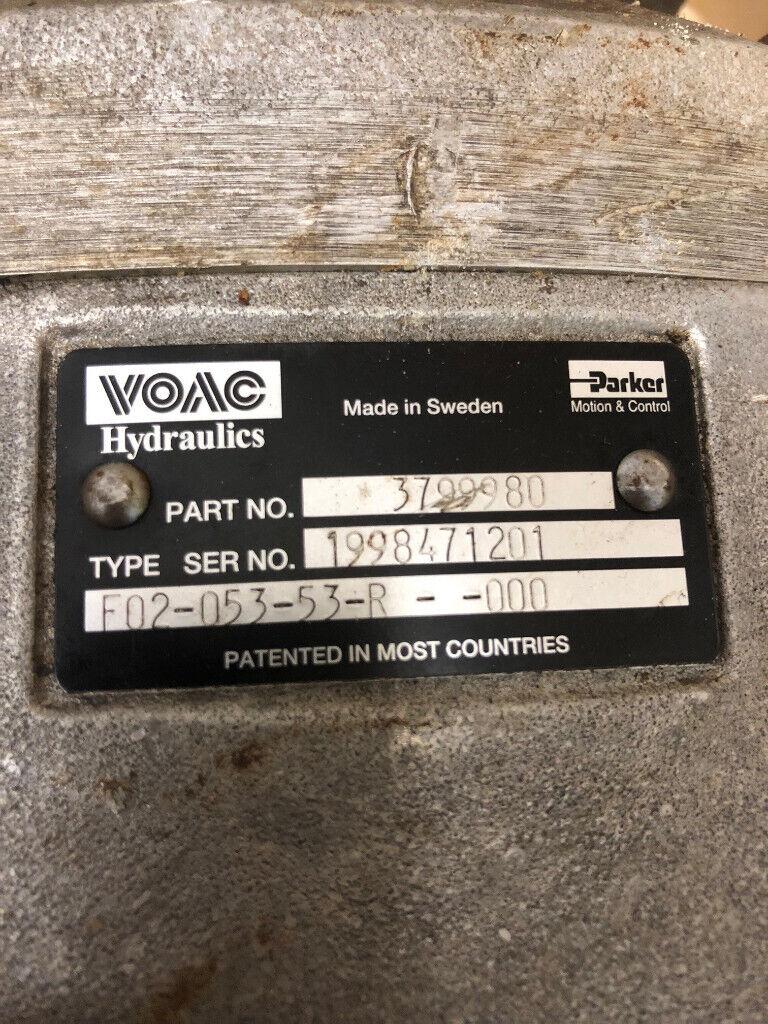 VOAC
Hydraulics
Made in Sweden
Parker
Motion & Control
PART NO. 3799980
TYPE SER NO. 1998471201
F02-053-53-R - -000
PATENTED IN MOST COUNTRIES